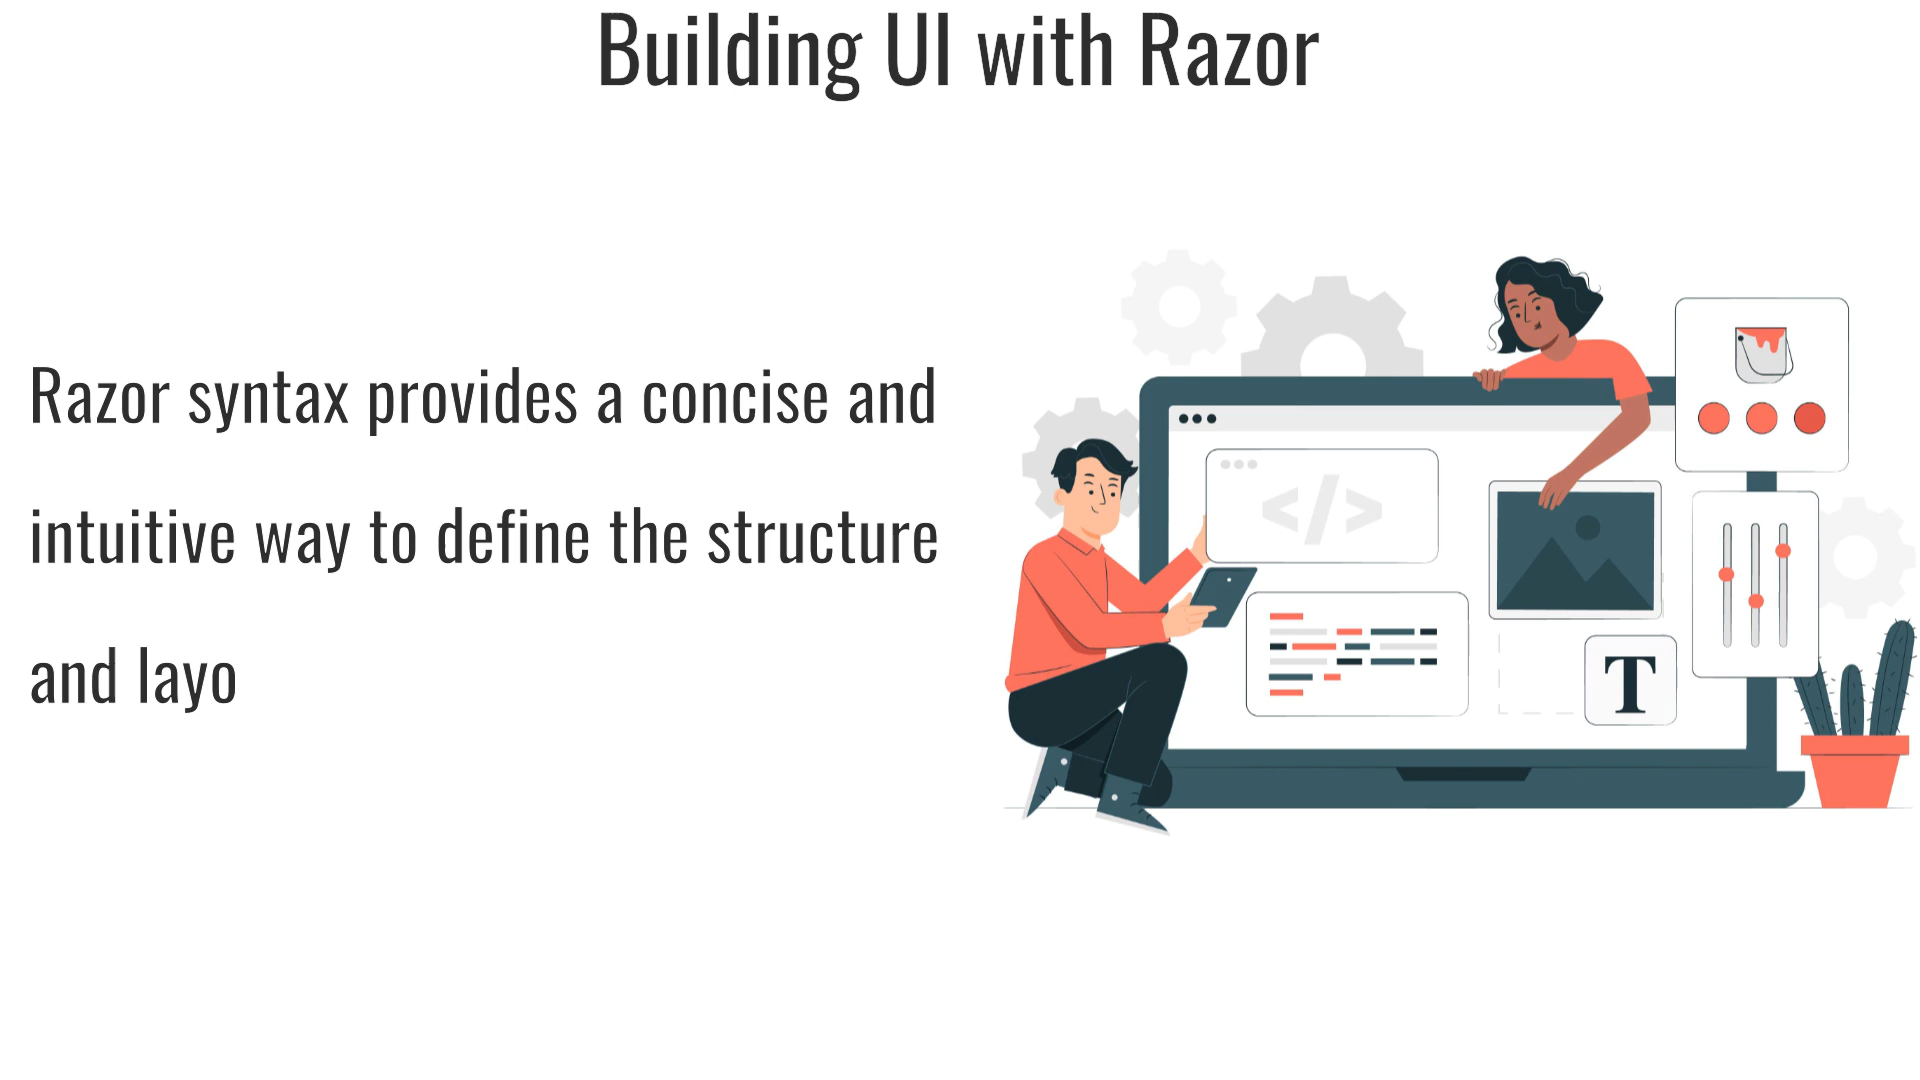 Building UI with Razor
Razor syntax provides a concise and
intuitive way to define the structure
and layo
</>
T